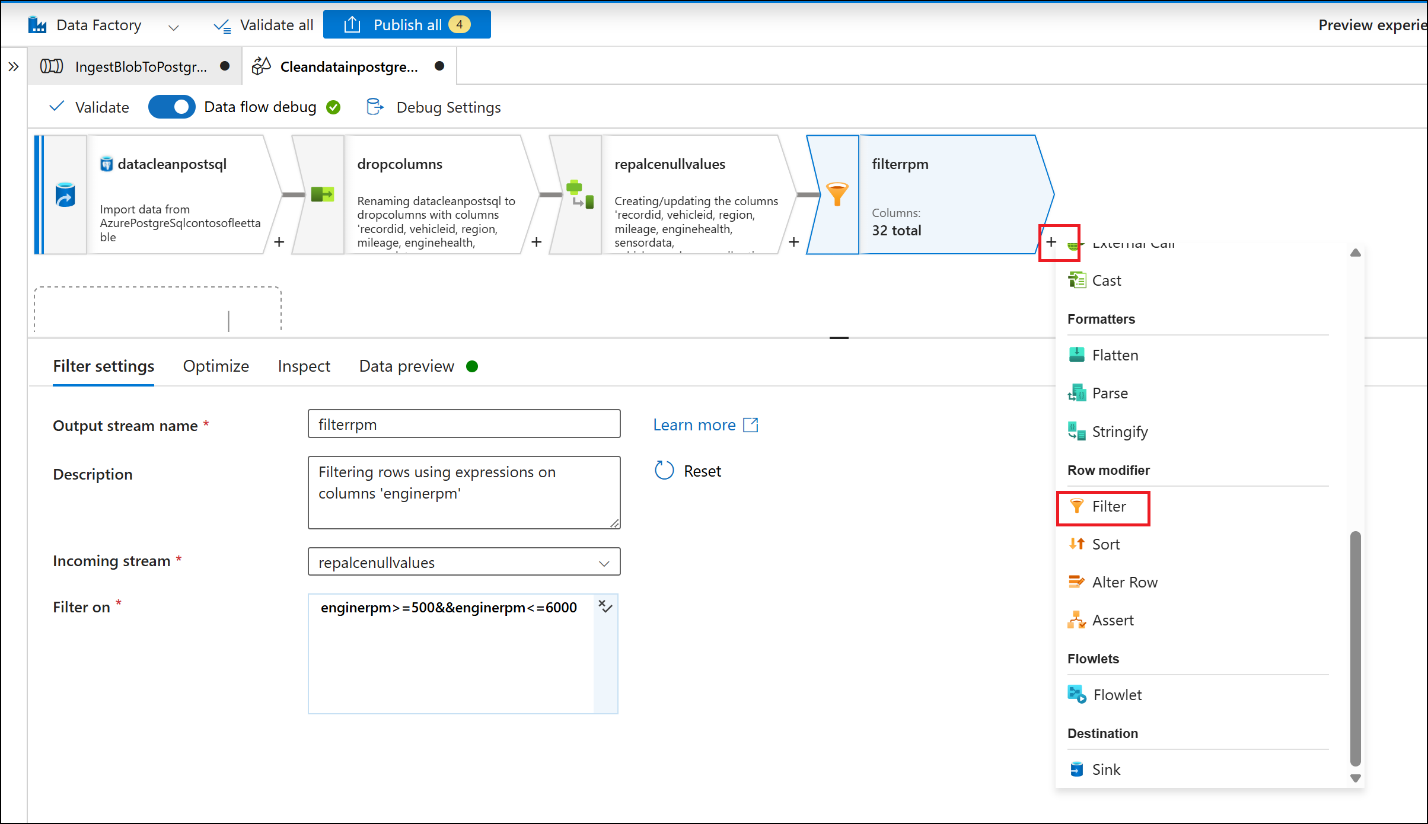 Data Factory
Validate all
Publish all 4
Preview experie
IngestBlobToPostgr...
Cleandatainpostgre...
Validate
Data flow debug
Debug Settings
datacleanpostsql
Import data from
AzurePostgreSqlcontosofleetta
ble
+
dropcolumns
Renaming datacleanpostsql to
dropcolumns with columns
'recordid, vehicleid, region,
mileage, enginehealth,
+
repalcenullvalues
Creating/updating the columns
'recordid, vehicleid, region,
mileage, enginehealth,
sensordata,
+
filterrpm
Columns:
32 total
+
External Call
Cast
Formatters
Flatten
Parse
Stringify
Row modifier
Filter
Sort
Alter Row
Assert
Flowlets
Flowlet
Destination
Sink
Filter settings
Optimize
Inspect
Data preview
Output stream name *
filterrpm
Learn more
Description
Filtering rows using expressions on
columns 'enginerpm'
Reset
Incoming stream *
repalcenullvalues
Filter on *
enginerpm>=500&&enginerpm<=6000